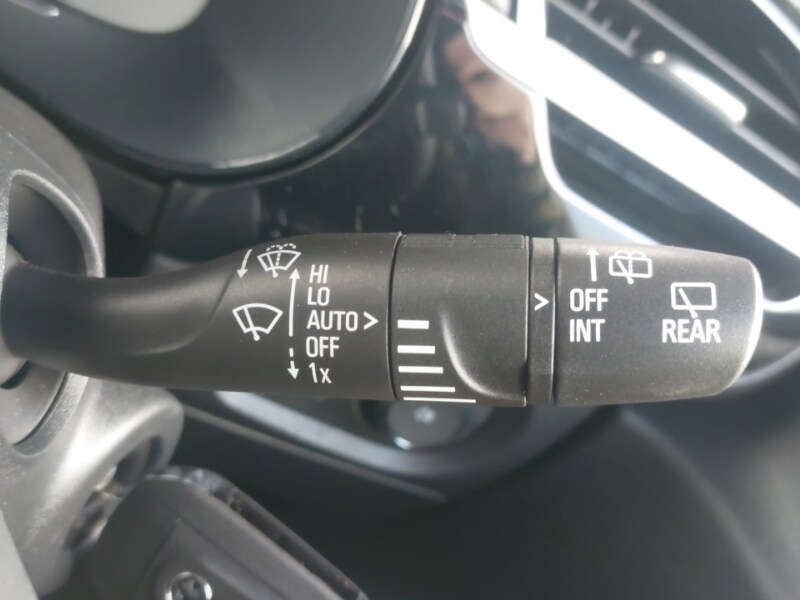 HI
LO
AUTO >
OFF
1x
>
OFF
INT
REAR